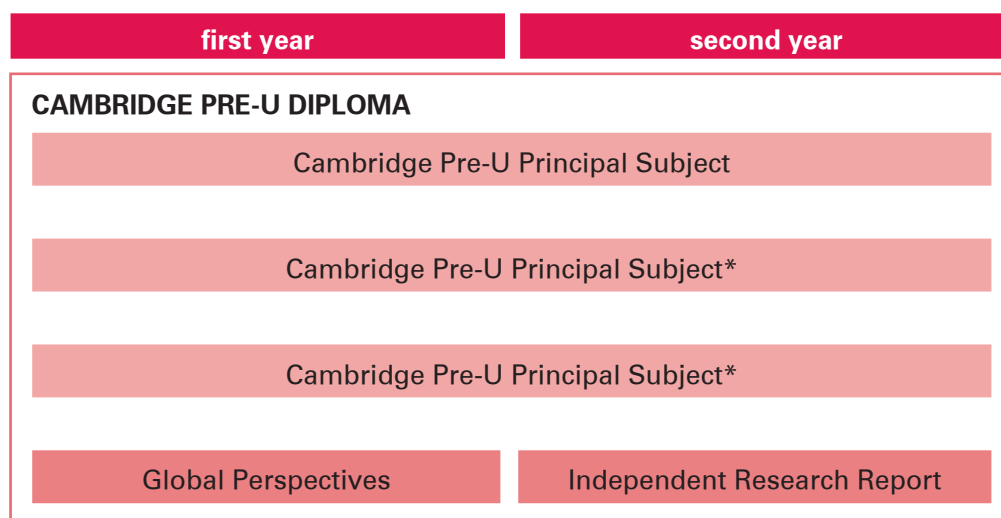 first year
second year
CAMBRIDGE PRE-U DIPLOMA
Cambridge Pre-U Principal Subject
Cambridge Pre-U Principal Subject*
Cambridge Pre-U Principal Subject*
Global Perspectives
Independent Research Report